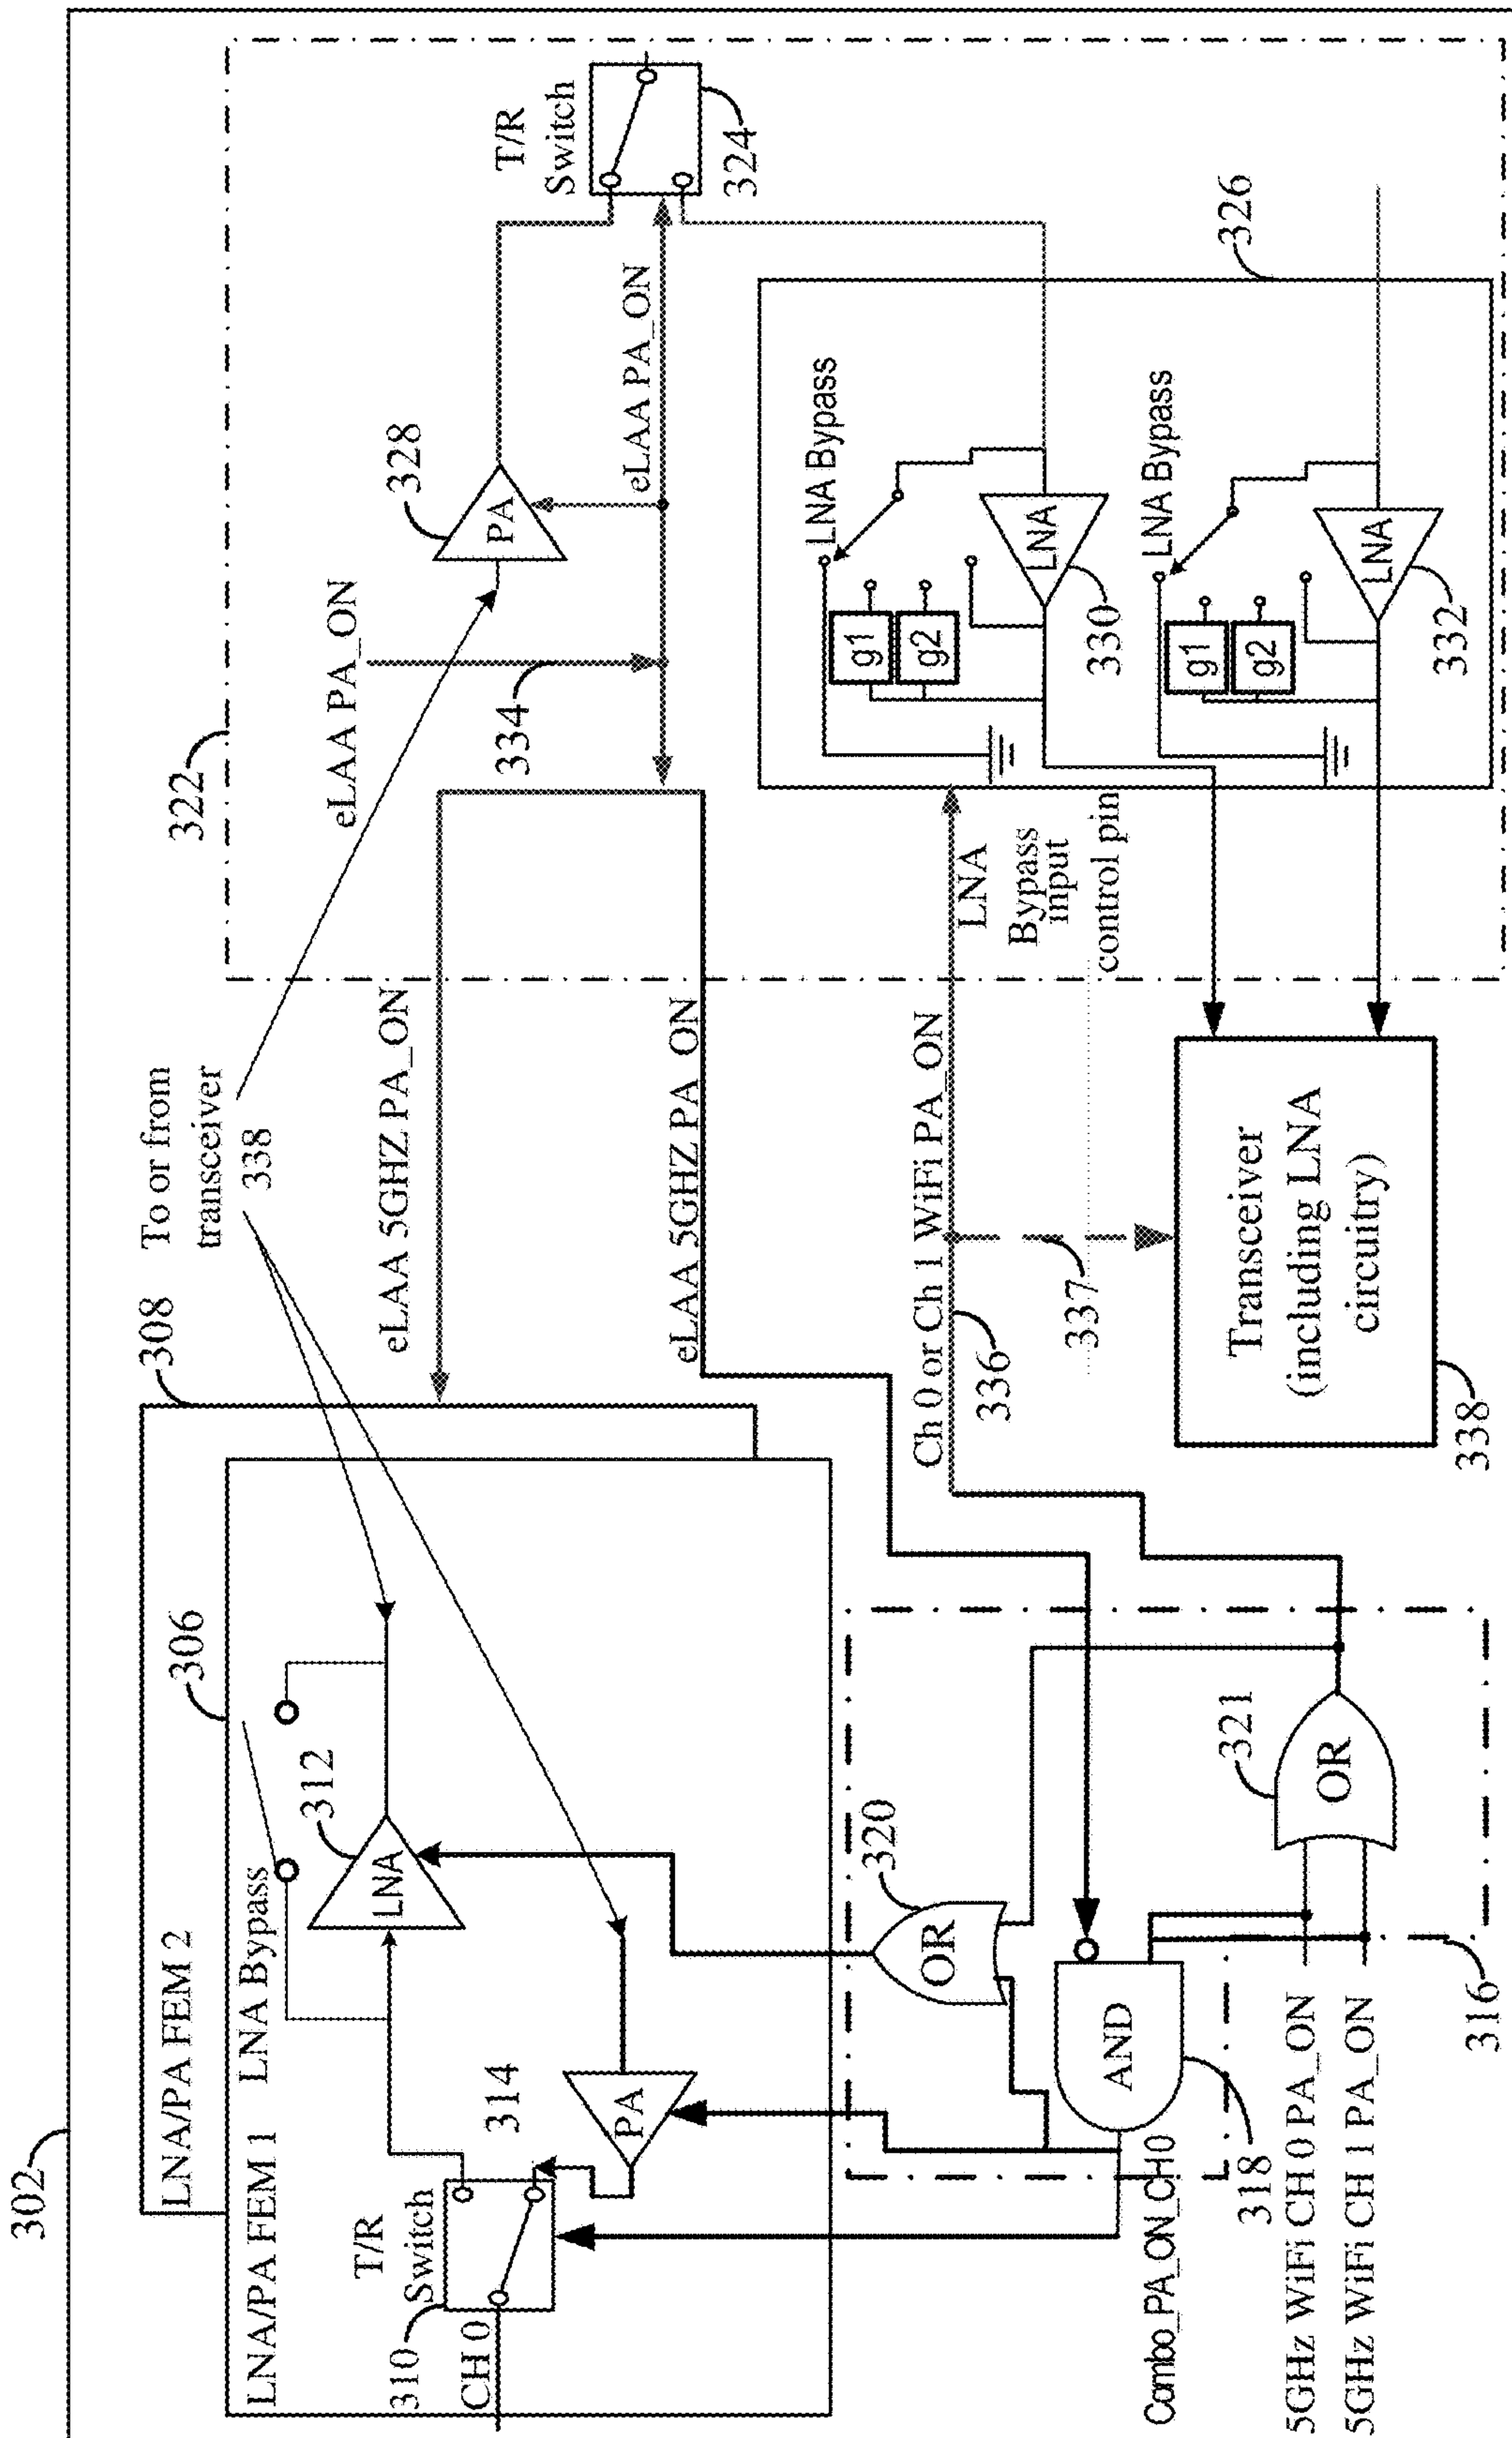 302
LNA/PA FEM 2
308
LNA/PA FEM 1
LNA Bypass
306
T/R
Switch
310
CH 0
314
PA
LNA
312
To or from
transceiver
338
eLAA 5GHZ PA_ON
eLAA 5GHZ PA_ON
322
eLAA PA_ON
334
PA
328
eLAA PA_ON
T/R
Switch
324
320
OR
AND
318
Combo_PA_ON_CH0
321
OR
5GHz WiFi CH 0 PA_ON
5GHz WiFi CH 1 PA_ON
316
Ch 0 or Ch 1 WiFi PA_ON
336
337
LNA
Bypass
input
control pin
Transceiver
(including LNA
circuitry)
338
326
LNA Bypass
g1
g2
LNA
330
LNA Bypass
g1
g2
LNA
332